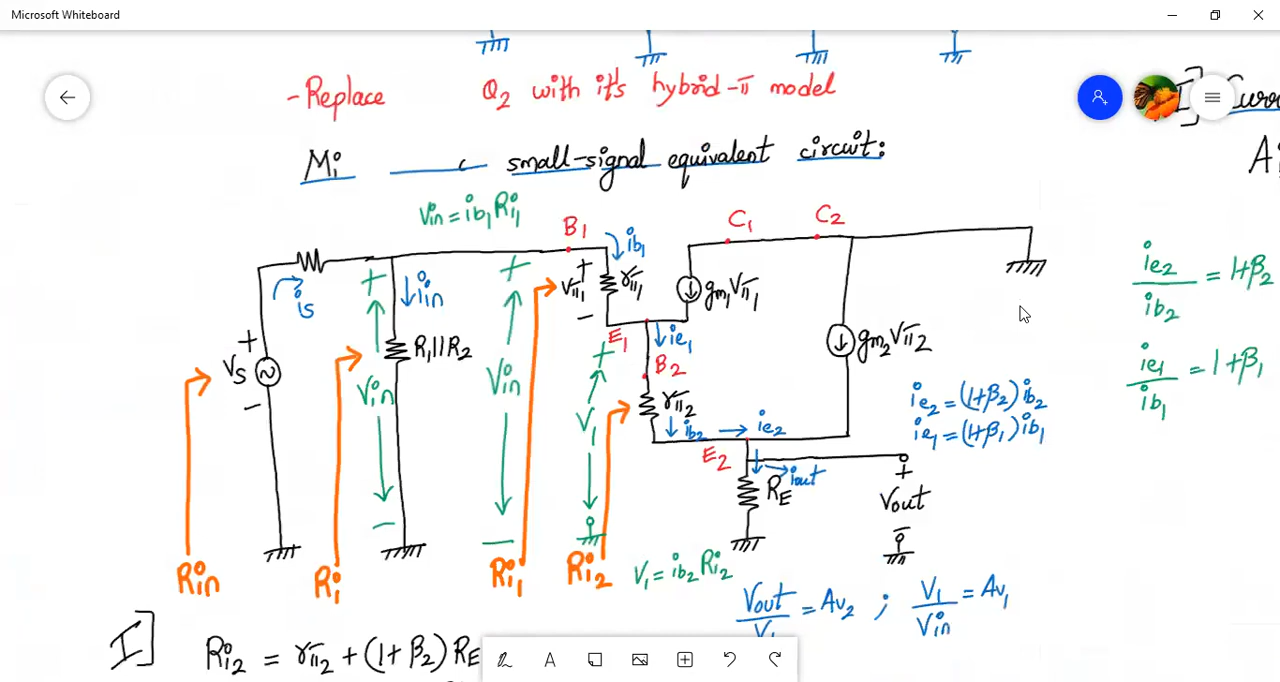 Microsoft Whiteboard
-Replace Q2 with its hybrid-π model
small-signal equivalent circuit:
I] Curr
Ai
Vin = ib1 Ri1
B1
ib1
C1
C2
is
+
Vs
-
+
iin
R1||R2
Vin
-
+
Vin
-
+
Vπ1
-
rπ1
gm1Vπ1
E1
ie1
B2
+
V1
rπ2
ib2
ie2
gm2Vπ2
E2
iout
RE
+
Vout
-
ie2 = (1+β2)ib2
ie1 = (1+β1)ib1
ie2/ib2 = 1+β2
ie1/ib1 = 1+β1
Rin
Ri
Ri1
Ri2
V1 = ib2 Ri2
Vout/V1 = Av2 ; V1/Vin = Av1
I] Ri2 = rπ2 + (1+β2) RE
A